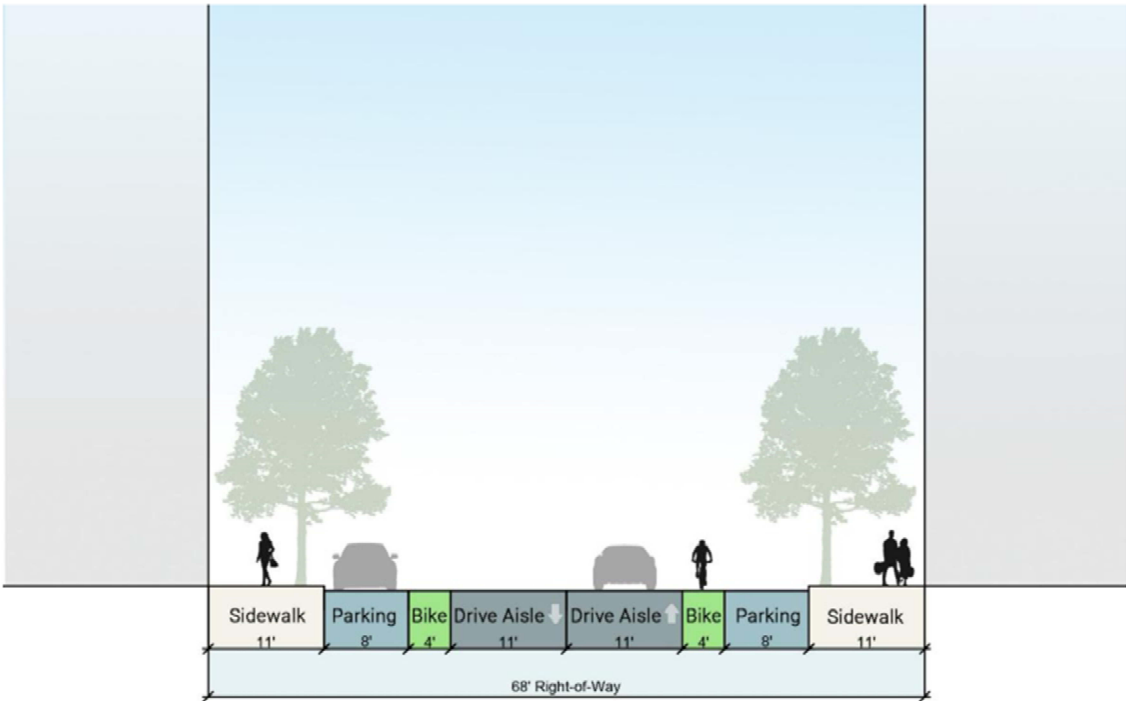 Sidewalk Parking Bike Drive Aisle Drive Aisle Bike Parking Sidewalk
11' 8' 4' 11' 11' 4' 8' 11'
68' Right-of-Way